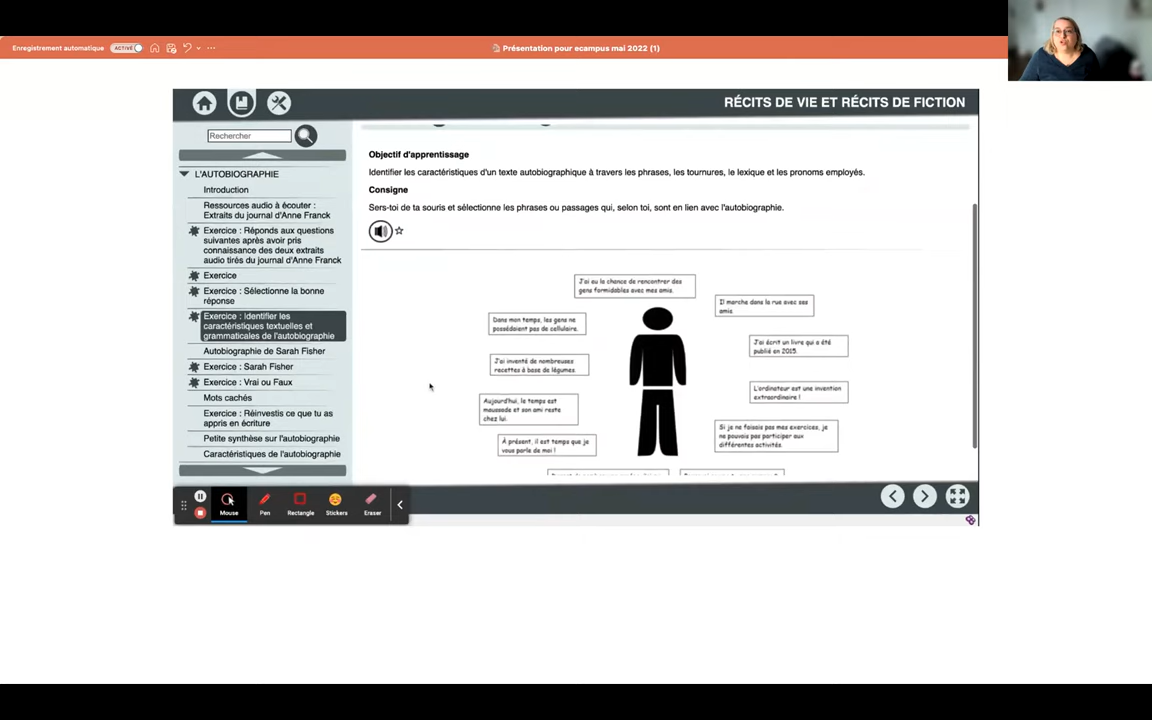 Enregistrement automatique ACTIVÉ
Présentation pour ecampus mai 2022 (1)
RÉCITS DE VIE ET RÉCITS DE FICTION
Rechercher
L'AUTOBIOGRAPHIE
Introduction
Ressources audio à écouter :
Extraits du journal d'Anne Franck
Exercice : Réponds aux questions
suivantes après avoir pris
connaissance des deux extraits
audio tirés du journal d'Anne Franck
Exercice
Exercice : Sélectionne la bonne
réponse
Exercice : Identifier les
caractéristiques textuelles et
grammaticales de l'autobiographie
Autobiographie de Sarah Fisher
Exercice : Sarah Fisher
Exercice : Vrai ou Faux
Mots cachés
Exercice : Réinvestis ce que tu as
appris en écriture
Petite synthèse sur l'autobiographie
Caractéristiques de l'autobiographie
Objectif d'apprentissage
Identifier les caractéristiques d'un texte autobiographique à travers les phrases, les tournures, le lexique et les pronoms employés.
Consigne
Sers-toi de ta souris et sélectionne les phrases ou passages qui, selon toi, sont en lien avec l'autobiographie.
J'ai eu la chance de rencontrer des
gens formidables avec mes amis.
Il marche dans la rue avec ses
amis
Dans mon temps, les gens ne
possédaient pas de cellulaire.
J'ai écrit un livre qui a été
publié en 2015.
J'ai inventé de nombreuses
recettes à base de légumes.
L'ordinateur est une invention
extraordinaire !
Aujourd'hui, le temps est
maussade et son ami reste
chez lui.
Si je ne faisais pas mes exercices, je
ne pouvais pas participer aux
différentes activités.
À présent, il est temps que je
vous parle de moi !
Mouse
Pen
Rectangle
Stickers
Eraser